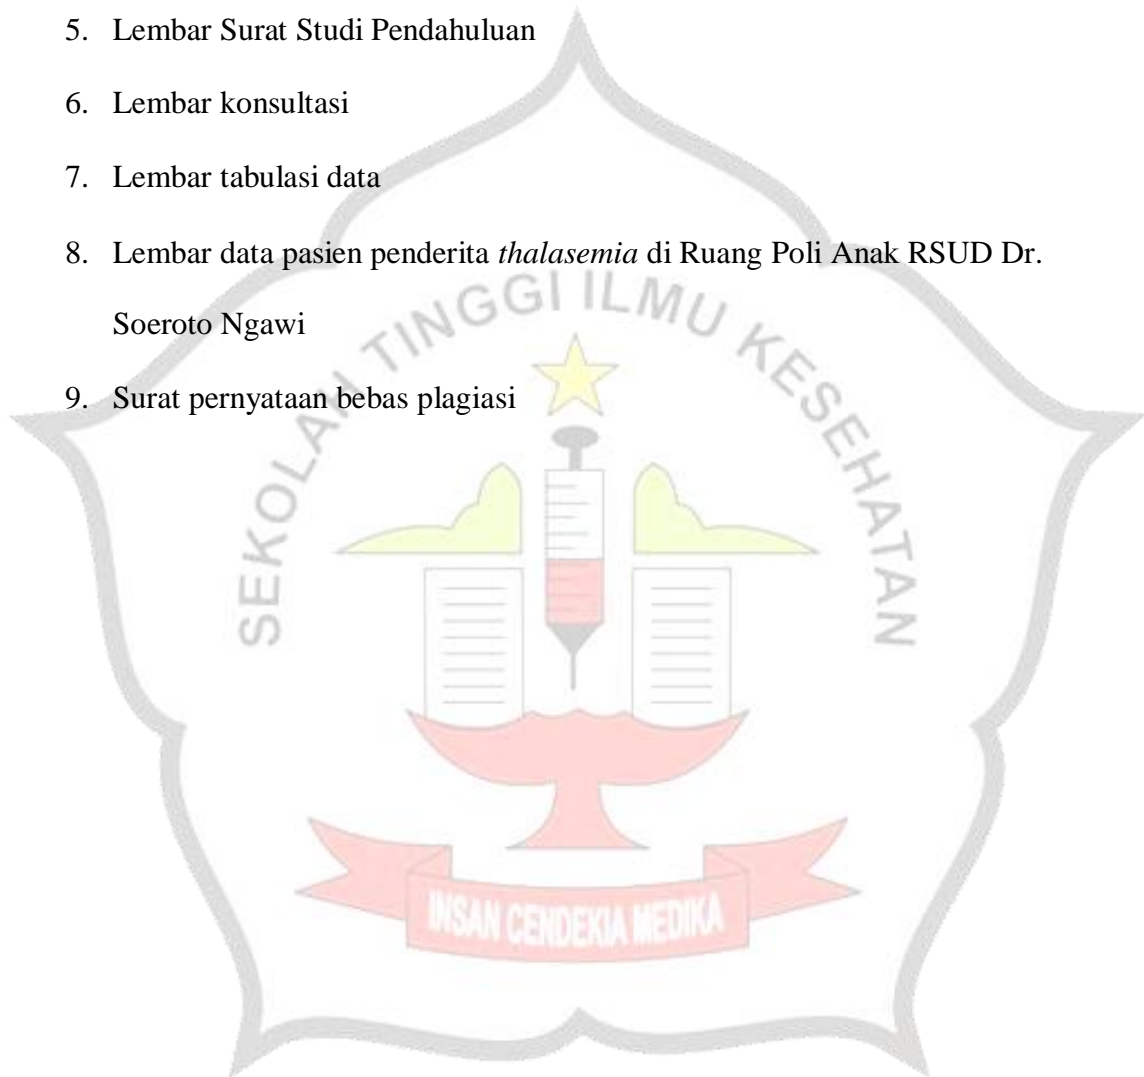 5. Lembar Surat Studi Pendahuluan
6. Lembar konsultasi
7. Lembar tabulasi data
8. Lembar data pasien penderita thalasemia di Ruang Poli Anak RSUD Dr.
Soeroto Ngawi
9. Surat pernyataan bebas plagiasi
SEKOLAH TINGGI ILMU KESEHATAN
INSAN CENDEKIA MEDIKA